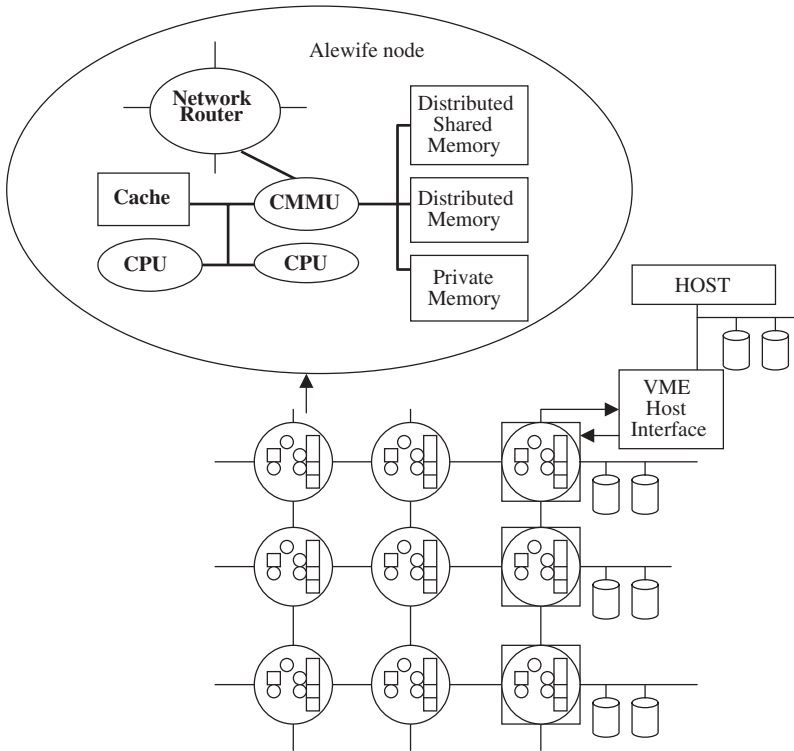 Alewife node
Network
Router
Distributed
Shared
Memory
Cache
CMMU
Distributed
Memory
CPU
CPU
Private
Memory
HOST
VME
Host
Interface